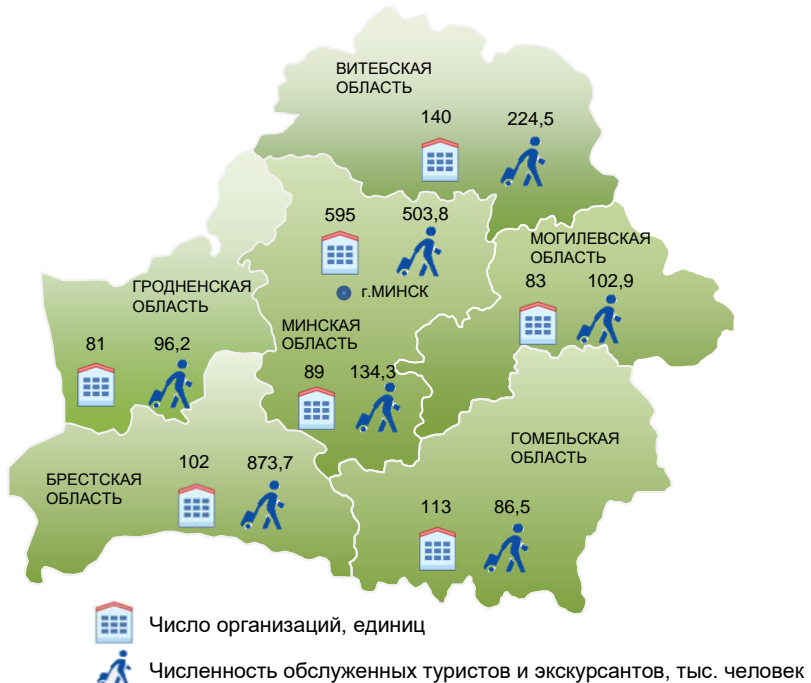 ВИТЕБСКАЯ
ОБЛАСТЬ
140 224,5
595 503,8
г.МИНСК
МОГИЛЕВСКАЯ
ОБЛАСТЬ
83 102,9
ГРОДНЕНСКАЯ
ОБЛАСТЬ
81 96,2
МИНСКАЯ
ОБЛАСТЬ
89 134,3
ГОМЕЛЬСКАЯ
ОБЛАСТЬ
113 86,5
БРЕСТСКАЯ
ОБЛАСТЬ
102 873,7
Число организаций, единиц
Численность обслуженных туристов и экскурсантов, тыс. человек